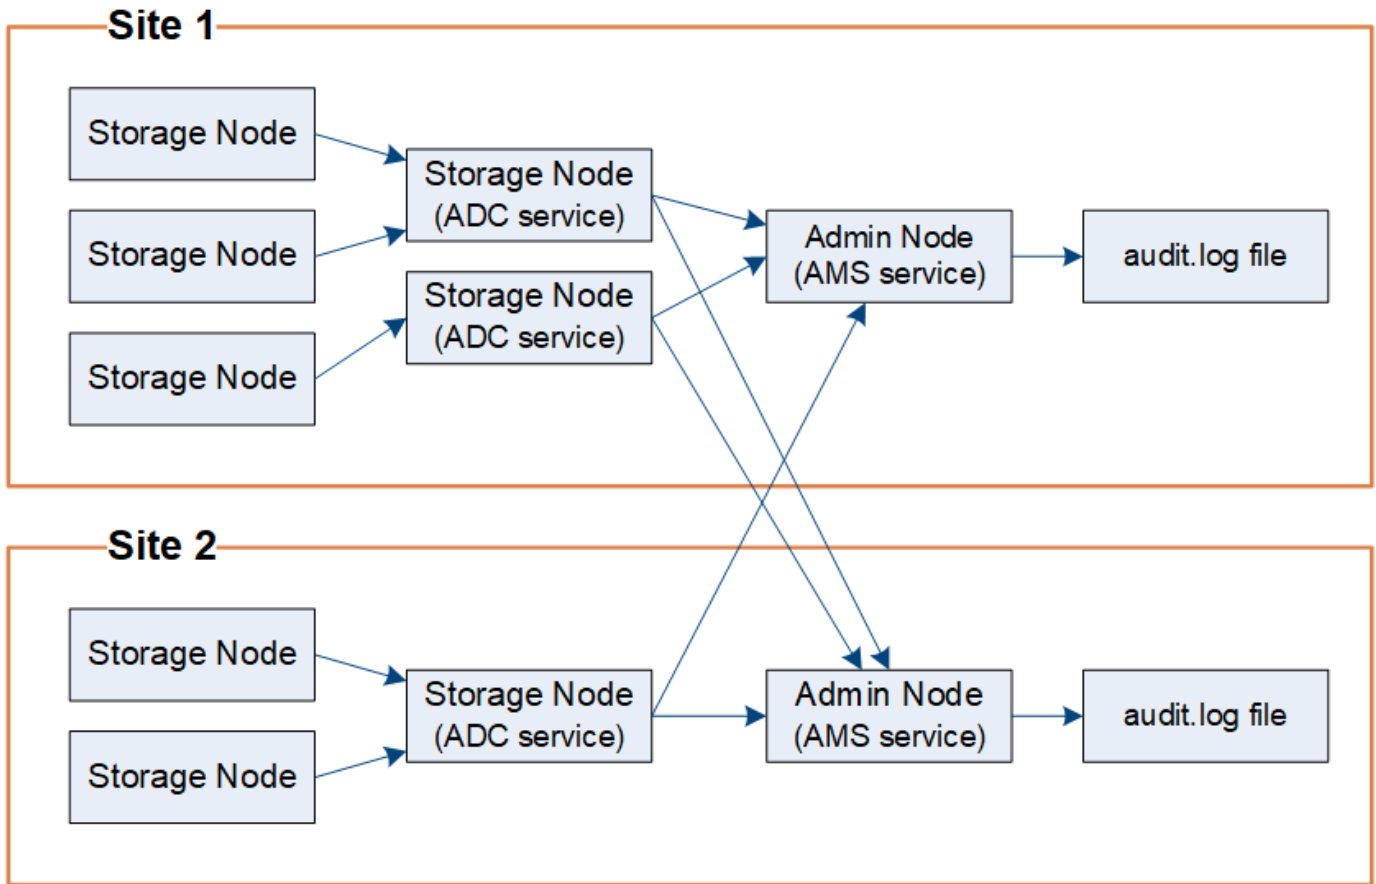 Site 1
Storage Node
Storage Node
Storage Node
Storage Node
(ADC service)
Storage Node
(ADC service)
Admin Node
(AMS service)
audit.log file
Site 2
Storage Node
Storage Node
Storage Node
(ADC service)
Admin Node
(AMS service)
audit.log file